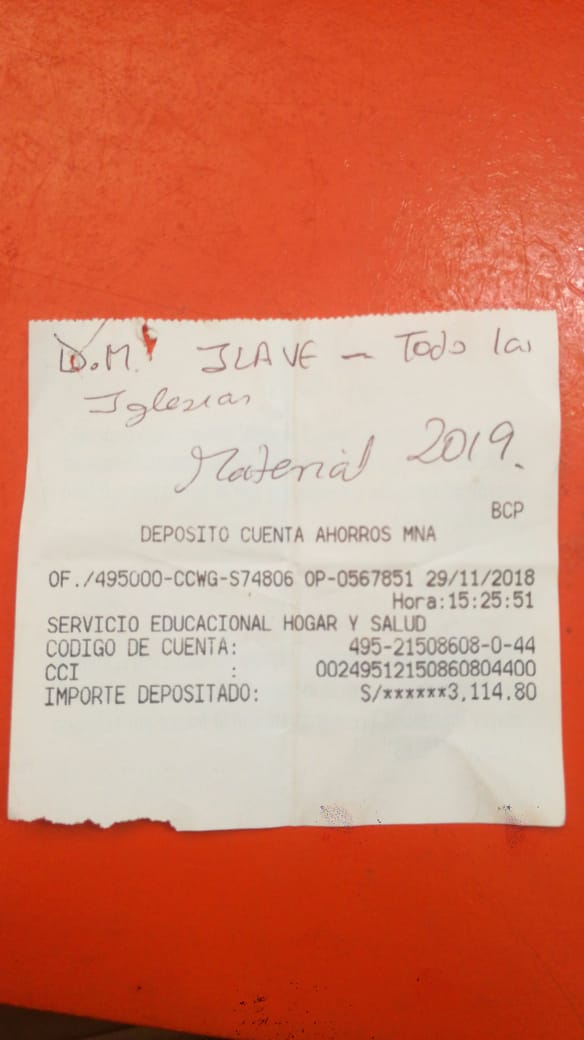 D.M. ILAVE - Todo las
Iglesias
Material 2019.
BCP
DEPOSITO CUENTA AHORROS MNA
OF./495000-CCWG-S74806 OP-0567851 29/11/2018
Hora:15:25:51
SERVICIO EDUCACIONAL HOGAR Y SALUD
CODIGO DE CUENTA: 495-21508608-0-44
CCI : 00249512150860804400
IMPORTE DEPOSITADO: S/******3,114.80